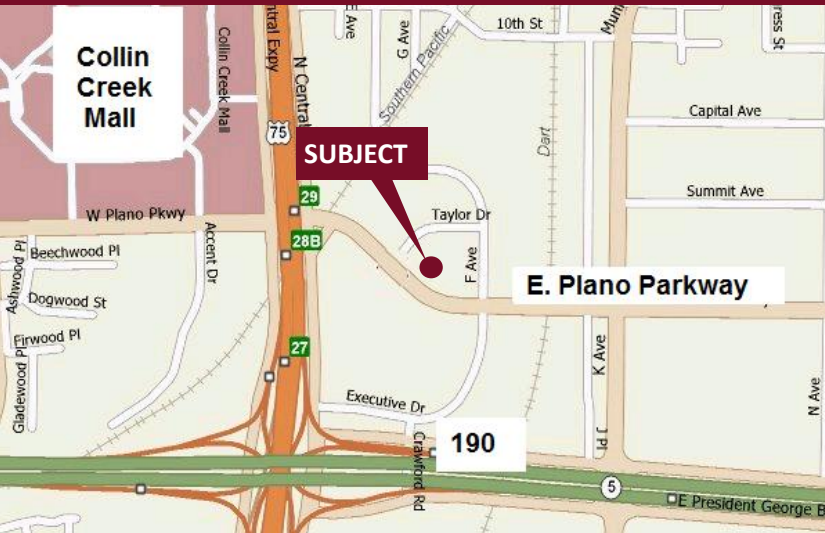 Collin
Creek
Mall
Collin Creek Mall
ntral Expy
N Central
E Ave
G Ave
10th St
Southern Pacific
Capital Ave
Dart
75
SUBJECT
Summit Ave
29
W Plano Pkwy
Taylor Dr
28B
Beechwood Pl
Accent Dr
F Ave
Ashwood Pl
E. Plano Parkway
Dogwood St
Firwood Pl
27
Gladewood Pl
K Ave
N Ave
Executive Dr
Crawford Rd
190
J Pl
5
E President George B